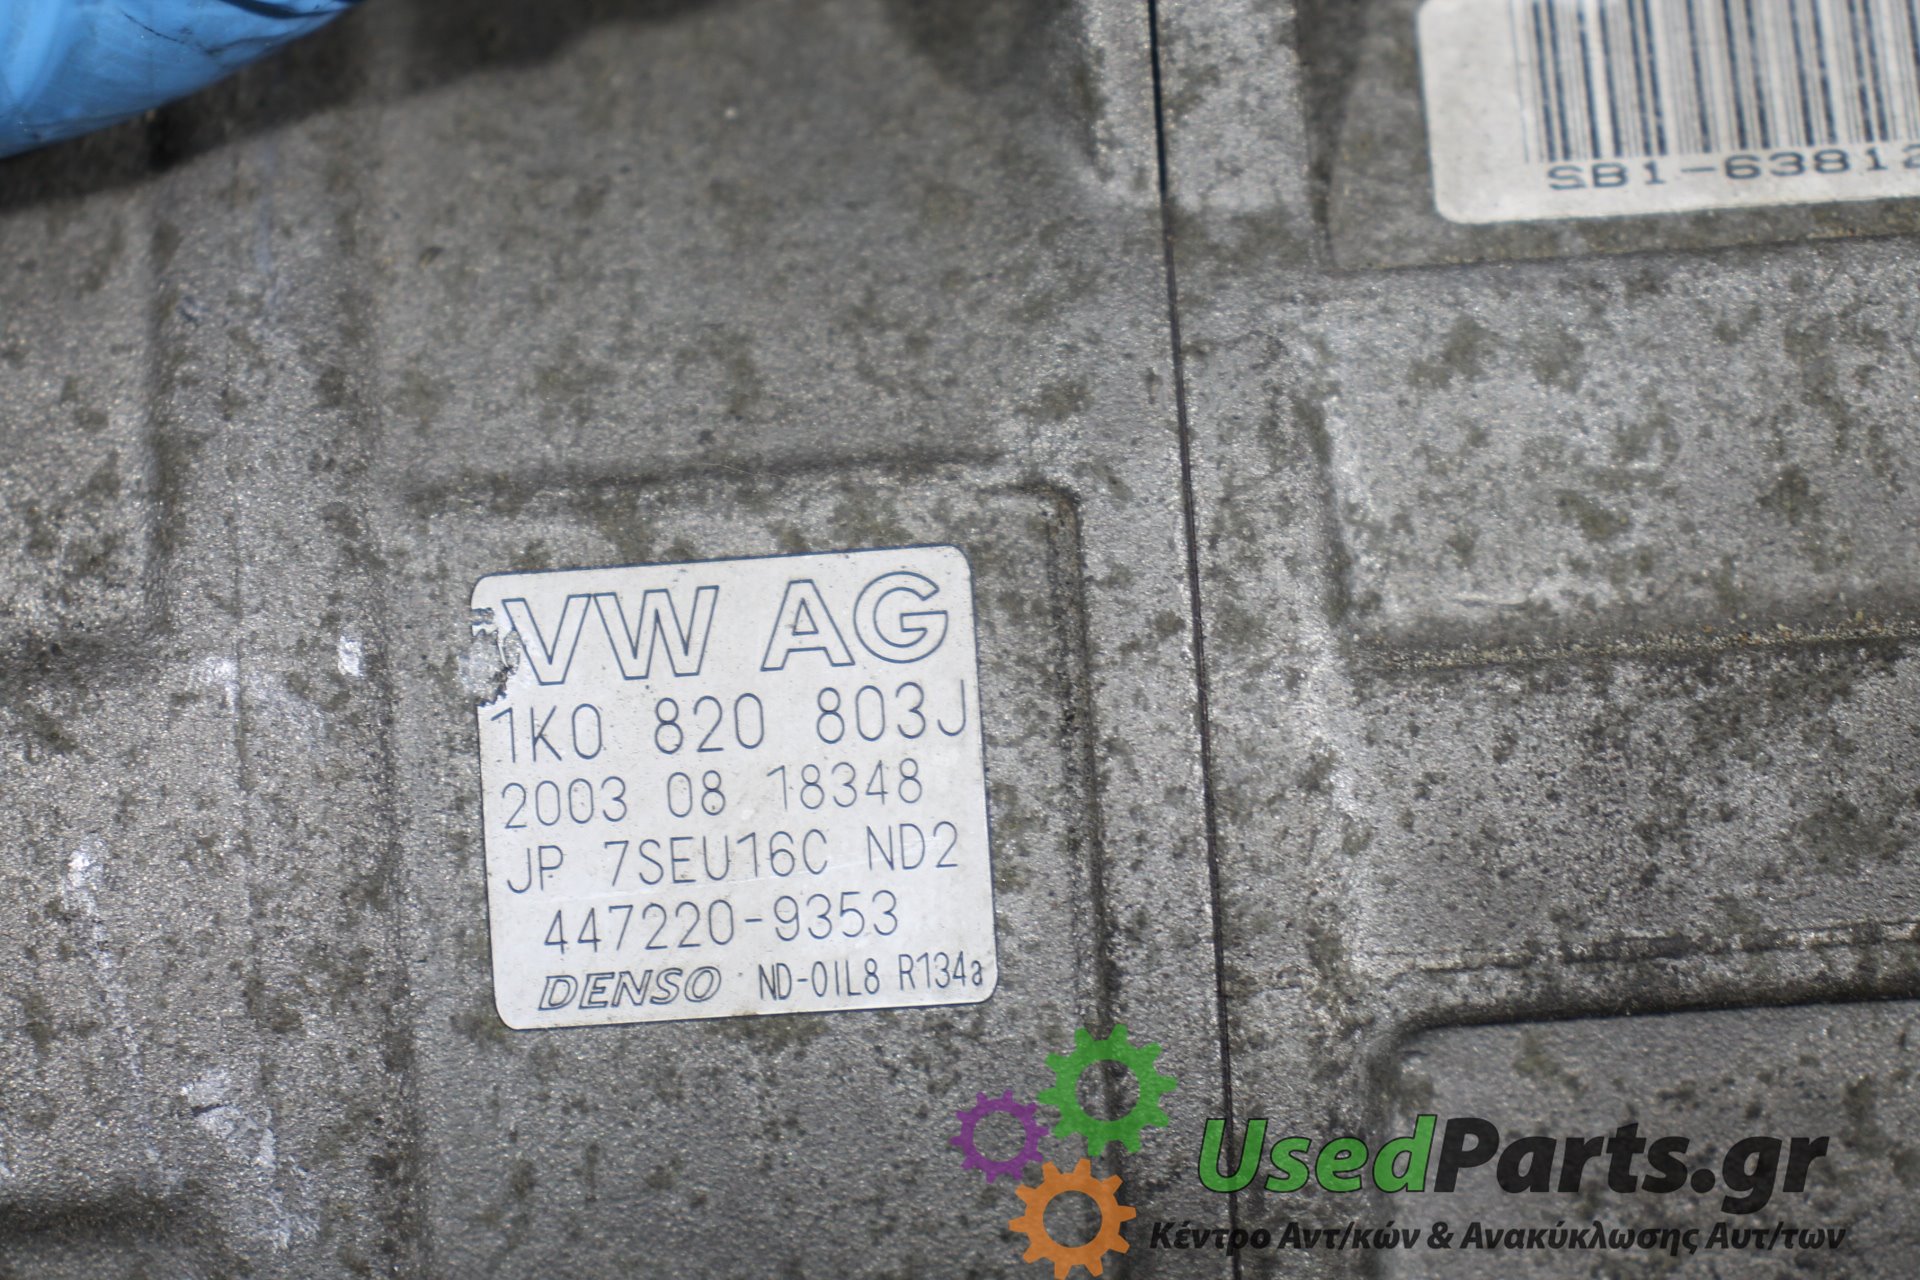 SB1-63812
VW AG
1K0 820 803J
2003 08 18348
JP 7SEU16C ND2
447220-9353
DENSO ND-OIL8 R134a
UsedParts.gr
Κέντρο Αντ/κών & Ανακύκλωσης Αυτ/των